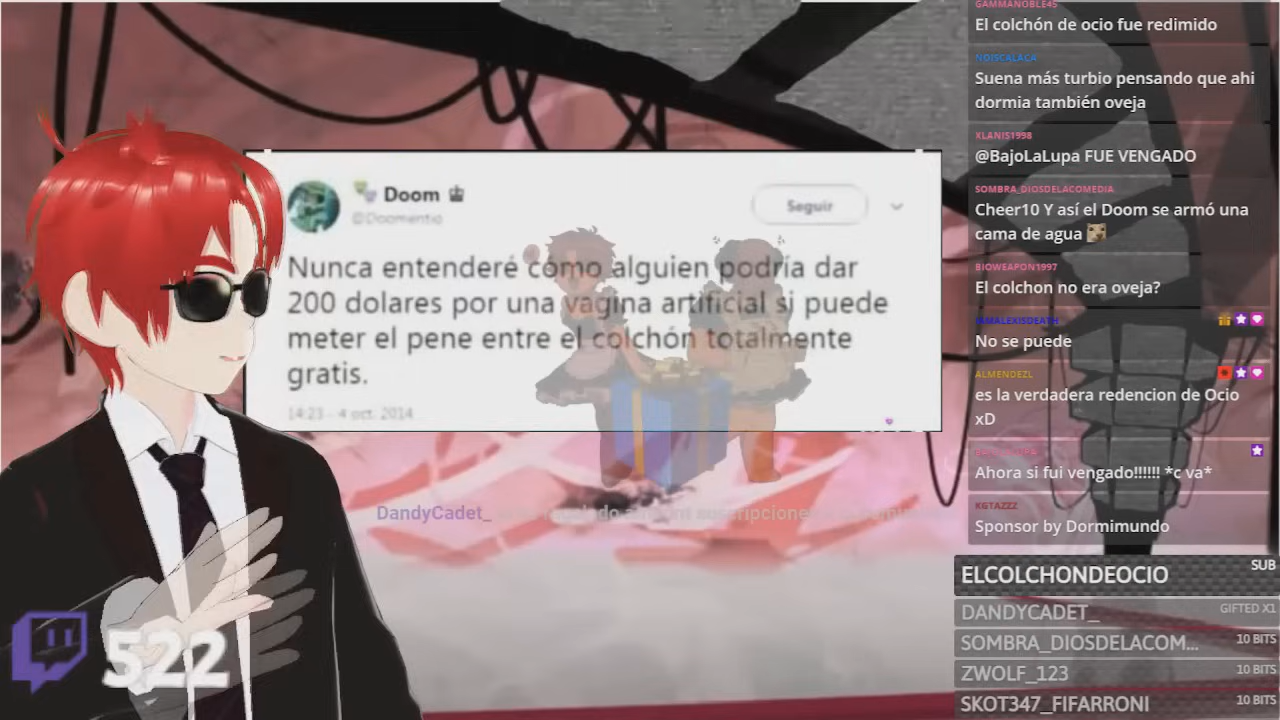 Doom
@Doomentio
Seguir
Nunca entenderé cómo alguien podría dar
200 dolares por una vagina artificial si puede
meter el pene entre el colchón totalmente
gratis.
14:23 - 4 oct. 2014
DandyCadet_
522
GAMMANOBLE45
El colchón de ocio fue redimido
NOISCALACA
Suena más turbio pensando que ahi
dormia también oveja
XLANIS1998
@BajoLaLupa FUE VENGADO
SOMBRA_DIOSDELACOMEDIA
Cheer10 Y así el Doom se armó una
cama de agua
BIOWEAPON1997
El colchon no era oveja?
IAMALEXISDEATH
No se puede
ALMENDEZL
es la verdadera redencion de Ocio
xD
Ahora si fui vengado!!!!!! *c va*
KGTAZZZ
Sponsor by Dormimundo
ELCOLCHONDEOCIO SUB
DANDYCADET_ GIFTED X1
SOMBRA_DIOSDELACOM... 10 BITS
ZWOLF_123 10 BITS
SKOT347_FIFARRONI 10 BITS